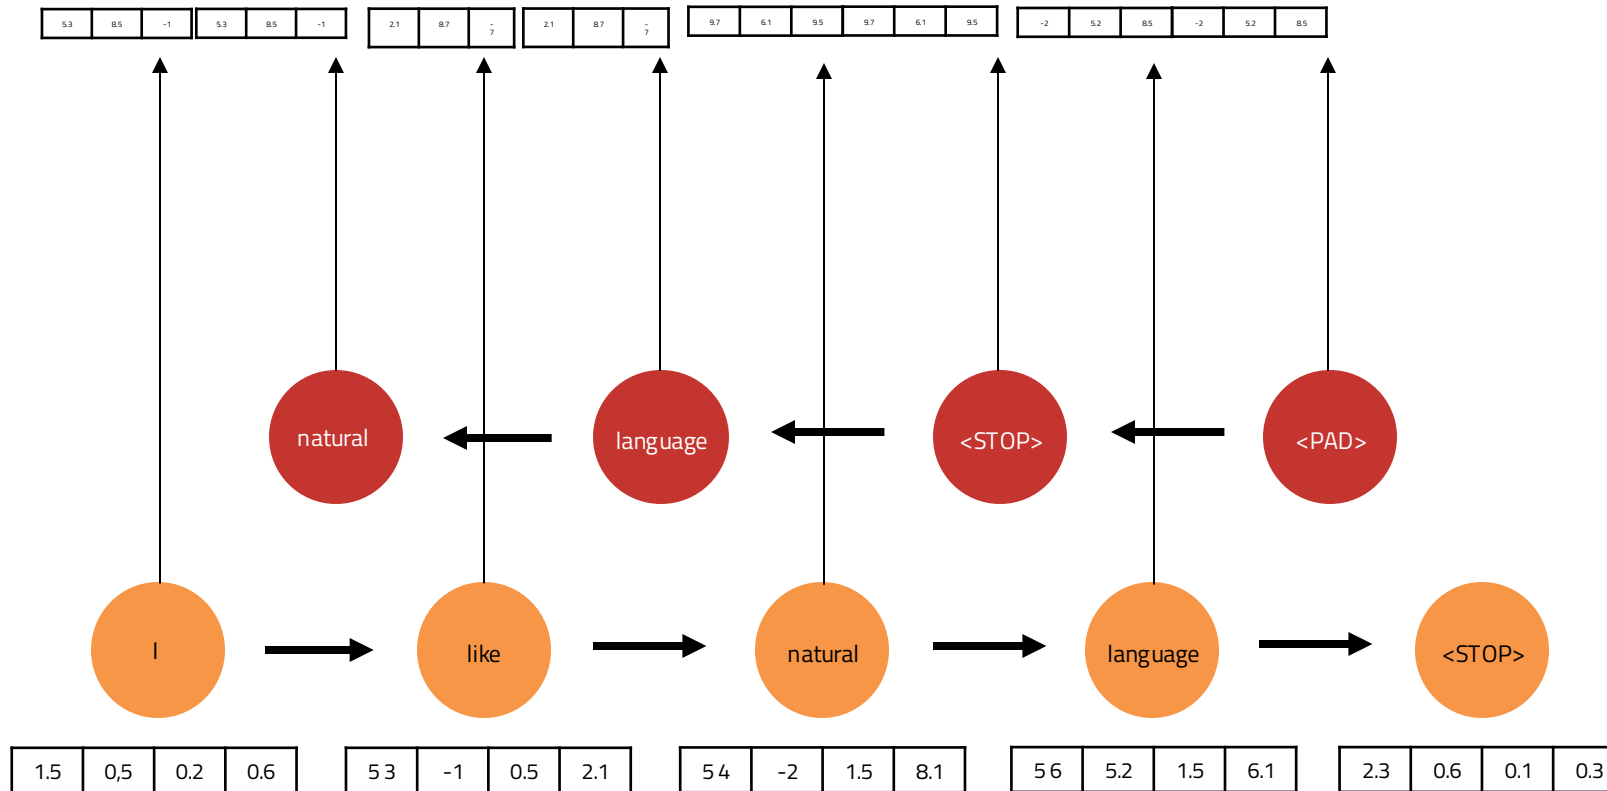 5.3 8.5 -1 5.3 8.5 -1 2.1 8.7 -7 2.1 8.7 -7 9.7 6.1 9.5 9.7 6.1 9.5 -2 5.2 8.5 -2 5.2 8.5
natural language <STOP> <PAD>
I like natural language <STOP>
1.5 0,5 0.2 0.6 5 3 -1 0.5 2.1 5 4 -2 1.5 8.1 5 6 5.2 1.5 6.1 2.3 0.6 0.1 0.3